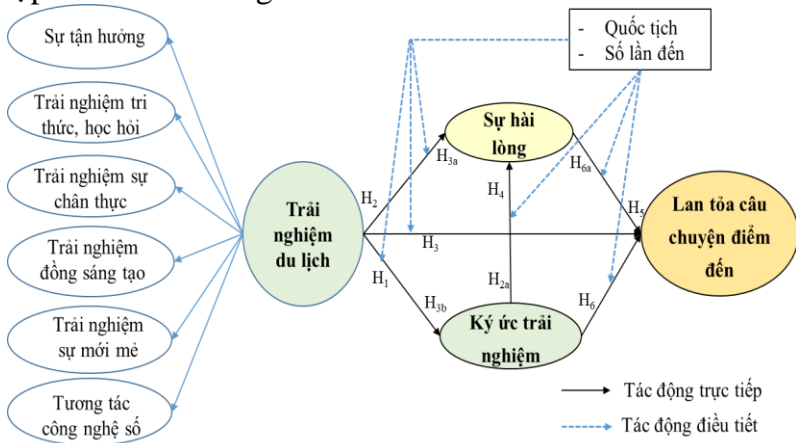 Sự tận hưởng
Trải nghiệm tri
thức, học hỏi
Trải nghiệm sự
chân thực
Trải nghiệm
đồng sáng tạo
Trải nghiệm
sự mới mẻ
Tương tác
công nghệ số
Trải
nghiệm
du lịch
- Quốc tịch
- Số lần đến
Sự hài
lòng
H3a
H6a
H2
H4
H5
H3
H1
H2a
H3b
H6
Ký ức trải
nghiệm
Lan tỏa câu
chuyện điểm
đến
Tác động trực tiếp
Tác động điều tiết